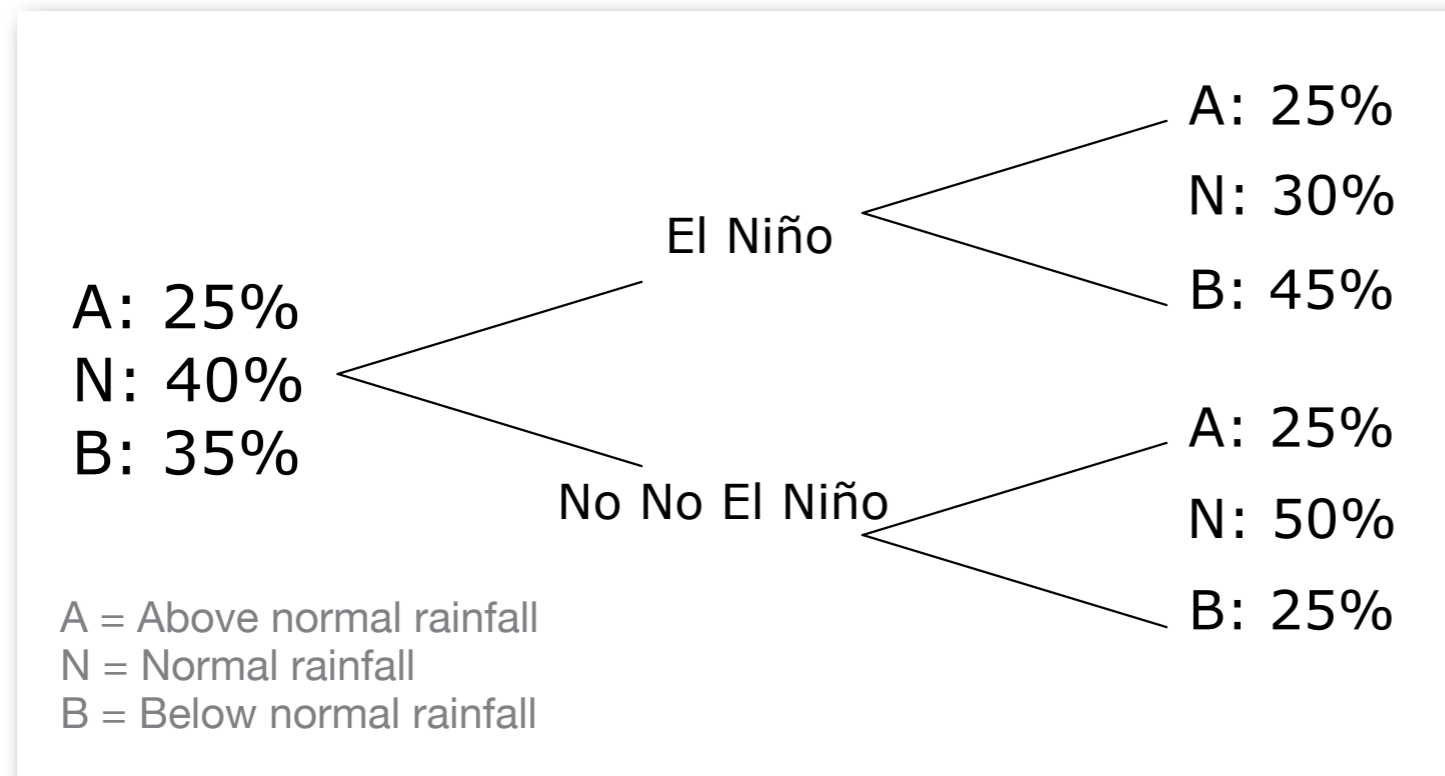 A: 25%
N: 40%
B: 35%
El Niño
A: 25%
N: 30%
B: 45%
No No El Niño
A: 25%
N: 50%
B: 25%
A = Above normal rainfall
N = Normal rainfall
B = Below normal rainfall